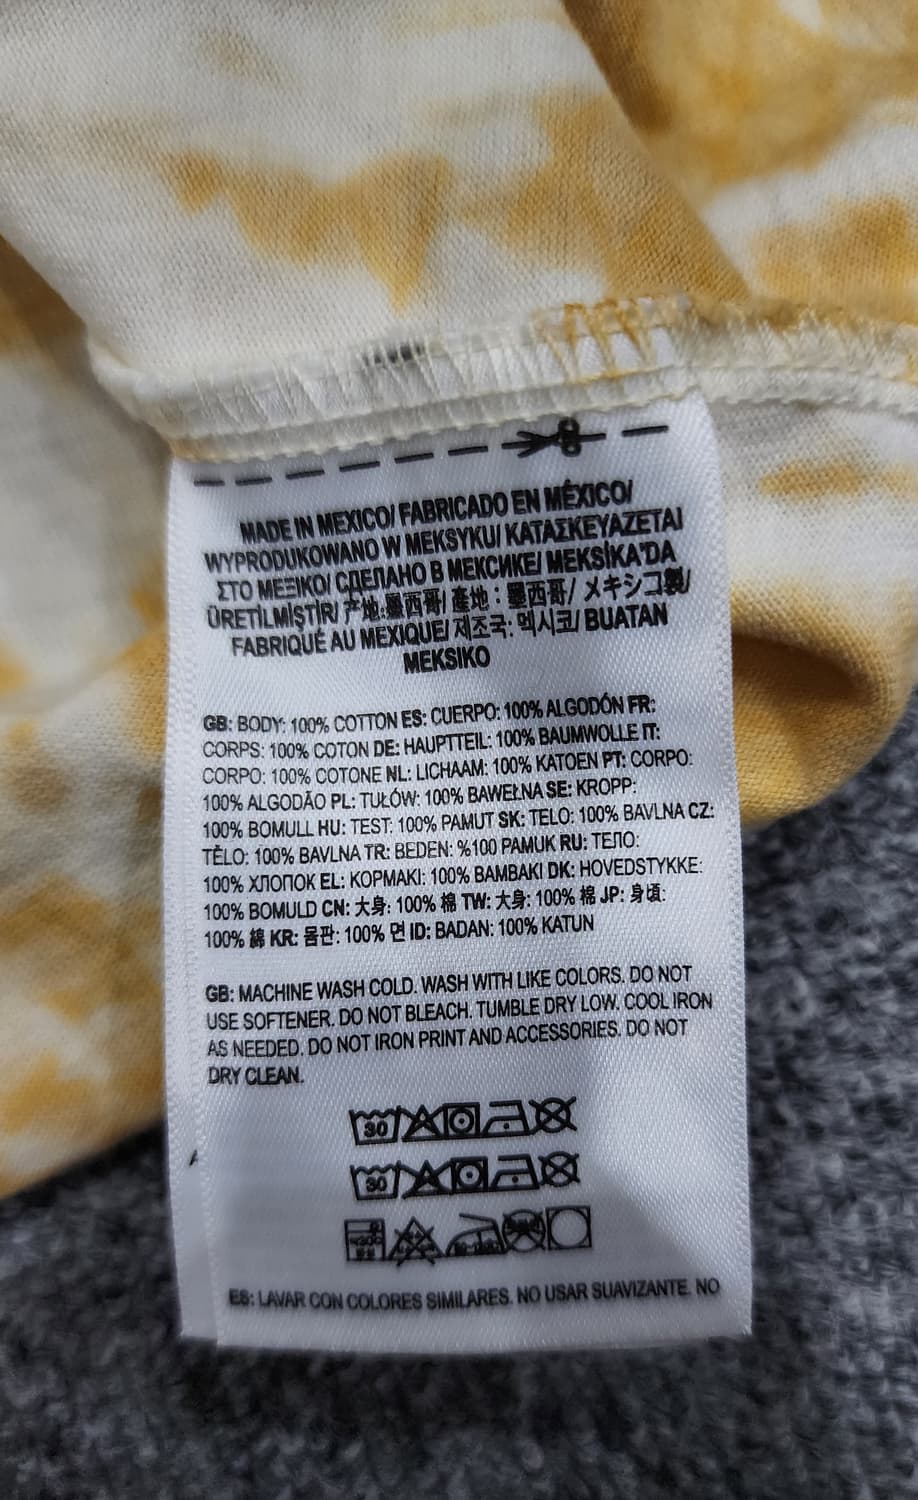 MADE IN MEXICO/ FABRICADO EN MÉXICO/
WYPRODUKOWANO W MEKSYKU/ ΚΑΤΑΣΚΕΥΑΖΕΤΑΙ
ΣΤΟ ΜΕΞΙΚΟ/ СДЕЛАНО В МЕКСИКЕ/ MEKSİKA'DA
ÜRETİLMİŞTİR/ 产地:墨西哥/ 產地：墨西哥/ メキシコ製/
FABRIQUÉ AU MEXIQUE/ 제조국: 멕시코/ BUATAN
MEKSIKO
GB: BODY: 100% COTTON ES: CUERPO: 100% ALGODÓN FR:
CORPS: 100% COTON DE: HAUPTTEIL: 100% BAUMWOLLE IT:
CORPO: 100% COTONE NL: LICHAAM: 100% KATOEN PT: CORPO:
100% ALGODÃO PL: TUŁÓW: 100% BAWEŁNA SE: KROPP:
100% BOMULL HU: TEST: 100% PAMUT SK: TELO: 100% BAVLNA CZ:
TĚLO: 100% BAVLNA TR: BEDEN: %100 PAMUK RU: ТЕЛО:
100% ХЛОПОК EL: ΚΟΡΜΑΚΙ: 100% ΒΑΜΒΑΚΙ DK: HOVEDSTYKKE:
100% BOMULD CN: 大身: 100% 棉 TW: 大身: 100% 棉 JP: 身頃:
100% 綿 KR: 몸판: 100% 면 ID: BADAN: 100% KATUN
GB: MACHINE WASH COLD. WASH WITH LIKE COLORS. DO NOT
USE SOFTENER. DO NOT BLEACH. TUMBLE DRY LOW. COOL IRON
AS NEEDED. DO NOT IRON PRINT AND ACCESSORIES. DO NOT
DRY CLEAN.
30
30
ES: LAVAR CON COLORES SIMILARES. NO USAR SUAVIZANTE. NO